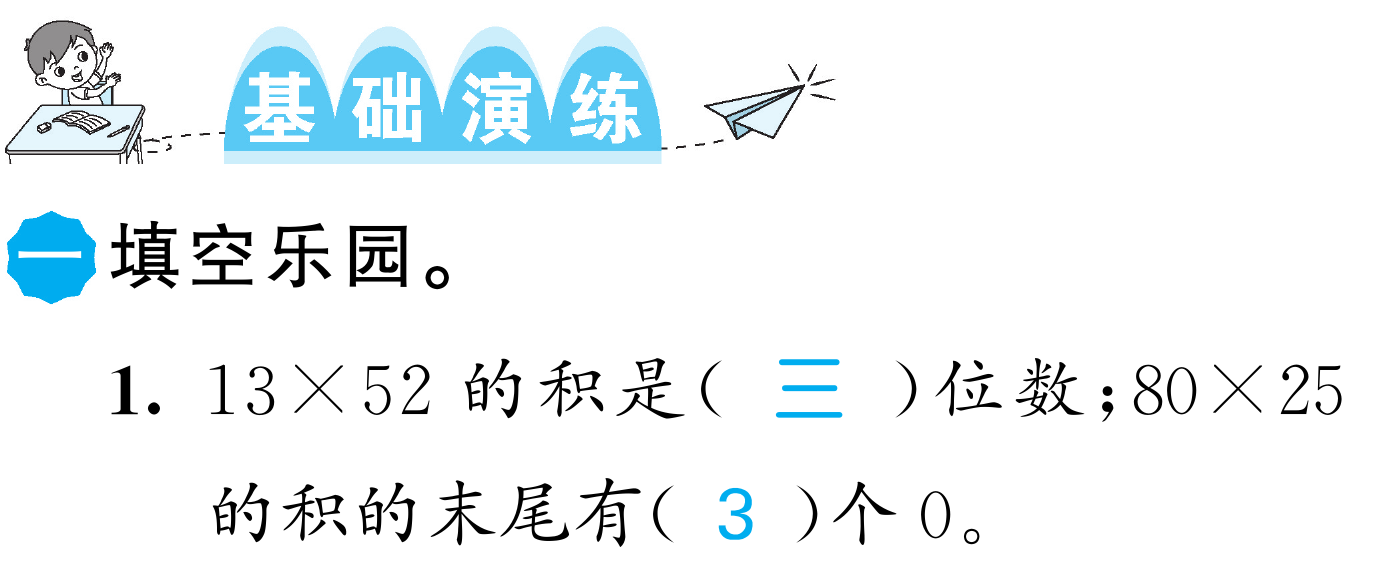 基础演练
一 填空乐园。
1. 13×52 的积是( 三 )位数;80×25
的积的末尾有( 3 )个 0。